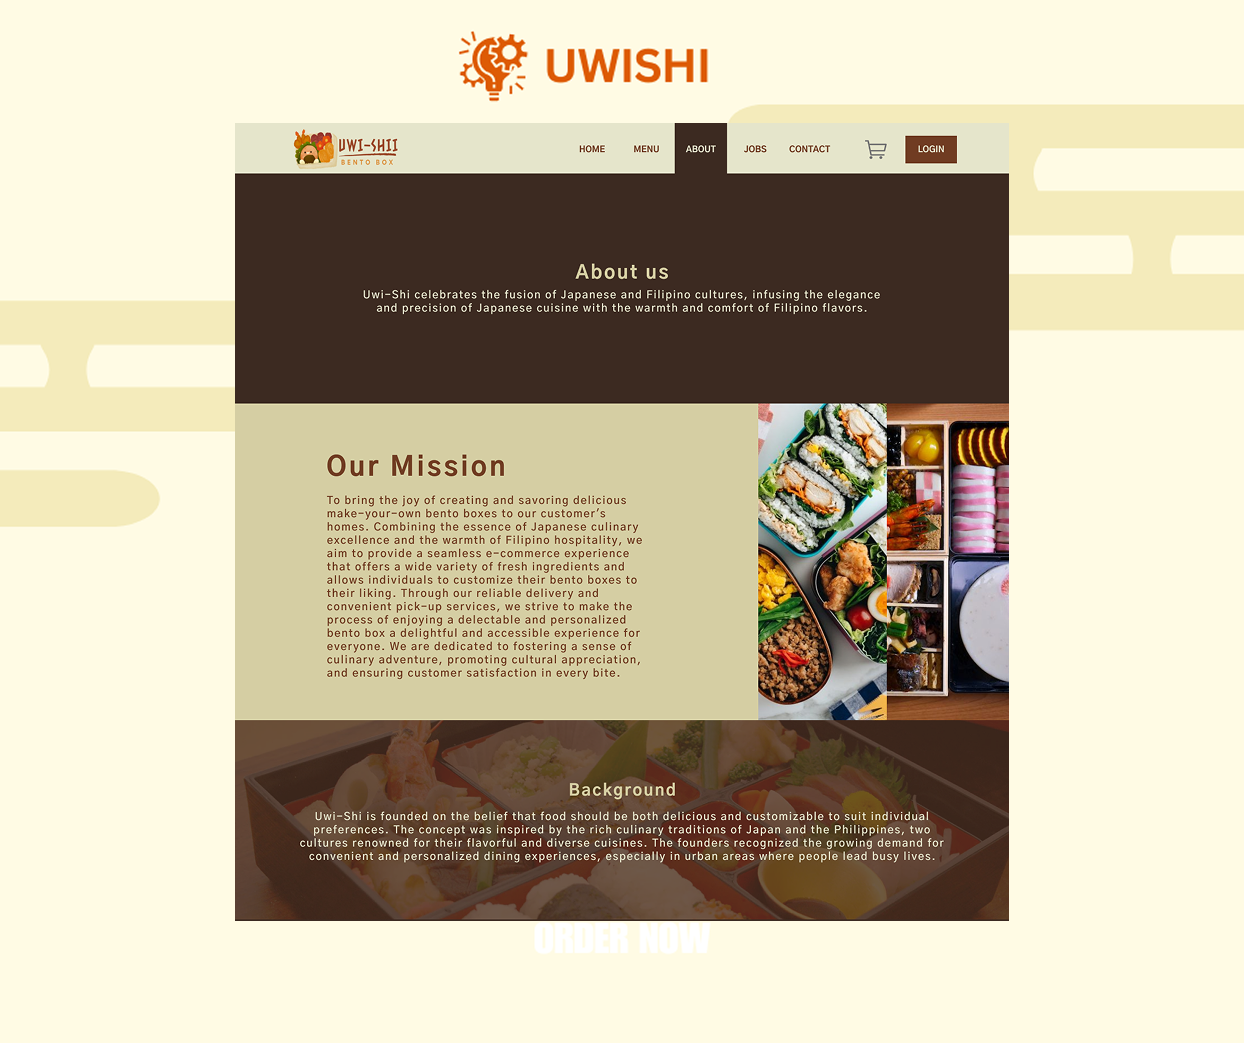 UWISHI
UWI-SHII
BENTO BOX
HOME MENU ABOUT JOBS CONTACT LOGIN
About us
Uwi-Shi celebrates the fusion of Japanese and Filipino cultures, infusing the elegance
and precision of Japanese cuisine with the warmth and comfort of Filipino flavors.
Our Mission
To bring the joy of creating and savoring delicious
make-your-own bento boxes to our customer's
homes. Combining the essence of Japanese culinary
excellence and the warmth of Filipino hospitality, we
aim to provide a seamless e-commerce experience
that offers a wide variety of fresh ingredients and
allows individuals to customize their bento boxes to
their liking. Through our reliable delivery and
convenient pick-up services, we strive to make the
process of enjoying a delectable and personalized
bento box a delightful and accessible experience for
everyone. We are dedicated to fostering a sense of
culinary adventure, promoting cultural appreciation,
and ensuring customer satisfaction in every bite.
Background
Uwi-Shi is founded on the belief that food should be both delicious and customizable to suit individual
preferences. The concept was inspired by the rich culinary traditions of Japan and the Philippines, two
cultures renowned for their flavorful and diverse cuisines. The founders recognized the growing demand for
convenient and personalized dining experiences, especially in urban areas where people lead busy lives.
ORDER NOW